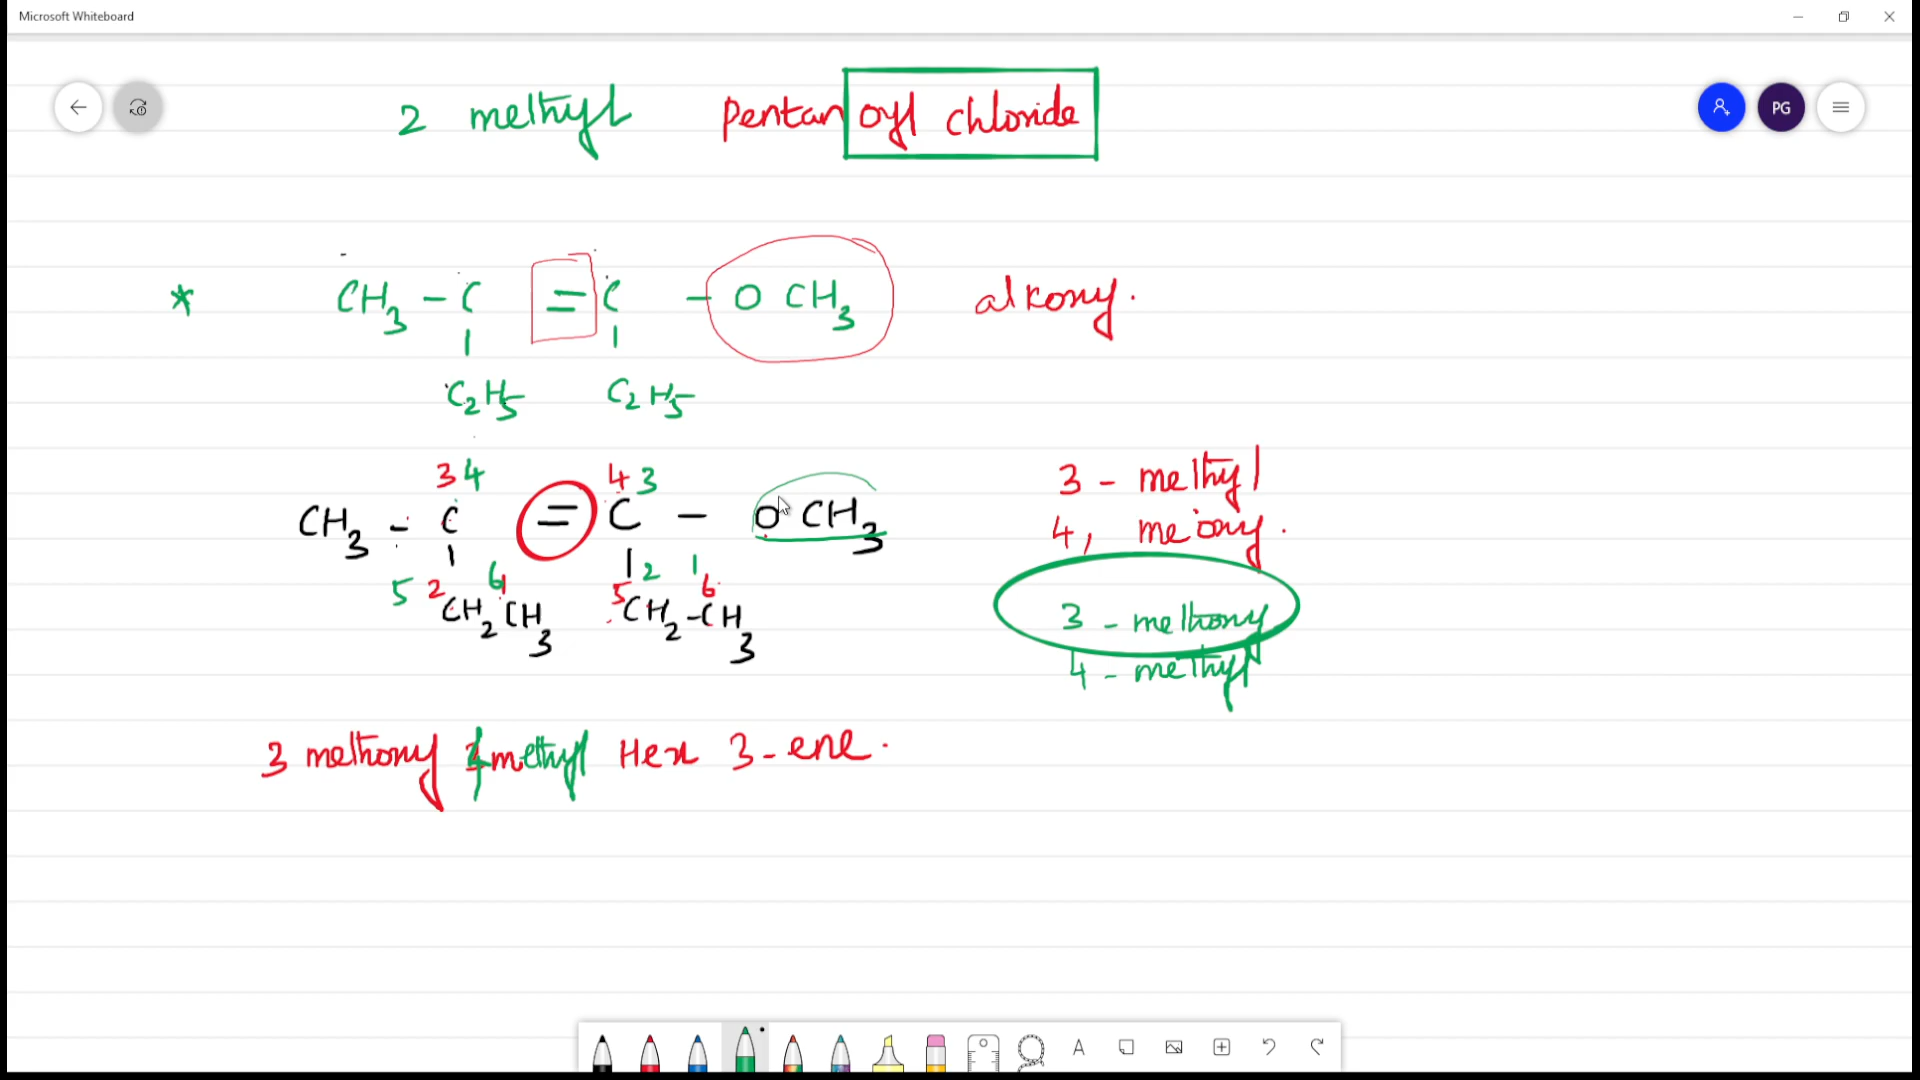 Microsoft Whiteboard
PG
2 methyl pentanoyl chloride
* CH3 - C = C - O CH3 alkoxy.
C2H5 C2H5
3 4 4 3
CH3 - C = C - OCH3
5 2 6 1 5 2 1 6
CH2 CH3 CH2-CH3
3 - methyl
4,
3 - methoxy
4 - methyl
3 methoxy 4 methyl Hex 3-ene.
A